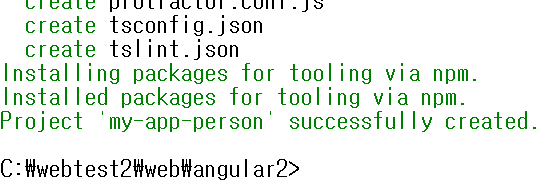 create protractor.conf.js
create tsconfig.json
create tslint.json
Installing packages for tooling via npm.
Installed packages for tooling via npm.
Project 'my-app-person' successfully created.
C:₩webtest2₩web₩angular2>